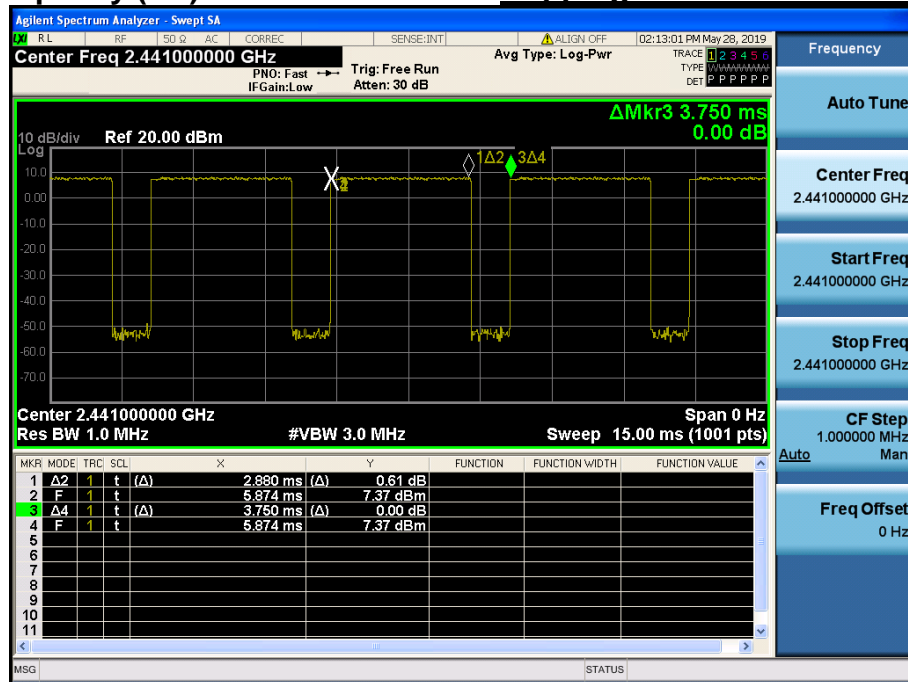 Agilent Spectrum Analyzer - Swept SA
LXI RL RF 50 Ω AC CORREC SENSE:INT ALIGN OFF 02:13:01 PM May 28, 2019
Center Freq 2.441000000 GHz
PNO: Fast
IFGain:Low
Trig: Free Run
Atten: 30 dB
Avg Type: Log-Pwr
TRACE 1 2 3 4 5 6
TYPE WWWWWW
DET P P P P P P
ΔMkr3 3.750 ms
0.00 dB
10 dB/div Ref 20.00 dBm
Log
1Δ2 3Δ4
10.0
0.00
-10.0
-20.0
-30.0
-40.0
-50.0
-60.0
-70.0
Center 2.441000000 GHz Span 0 Hz
Res BW 1.0 MHz #VBW 3.0 MHz Sweep 15.00 ms (1001 pts)
MKR MODE TRC SCL X Y FUNCTION FUNCTION WIDTH FUNCTION VALUE
1 Δ2 1 t (Δ) 2.880 ms (Δ) 0.61 dB
2 F 1 t 5.874 ms 7.37 dBm
3 Δ4 1 t (Δ) 3.750 ms (Δ) 0.00 dB
4 F 1 t 5.874 ms 7.37 dBm
5
6
7
8
9
10
11
MSG STATUS
Frequency
Auto Tune
Center Freq
2.441000000 GHz
Start Freq
2.441000000 GHz
Stop Freq
2.441000000 GHz
CF Step
1.000000 MHz
Auto Man
Freq Offset
0 Hz